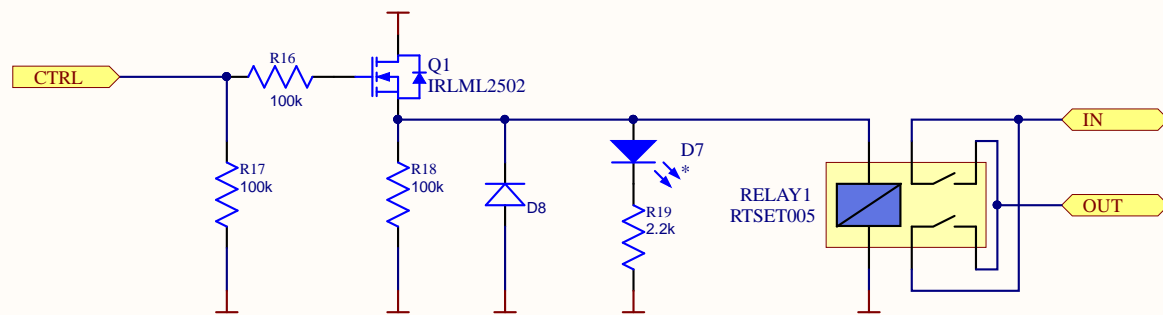 R16
Q1
CTRL
IRLML2502
100k
IN
D7
R17
R18
*
100k
100k
RELAY1
OUT
D8
R19
RTSET005
2.2k